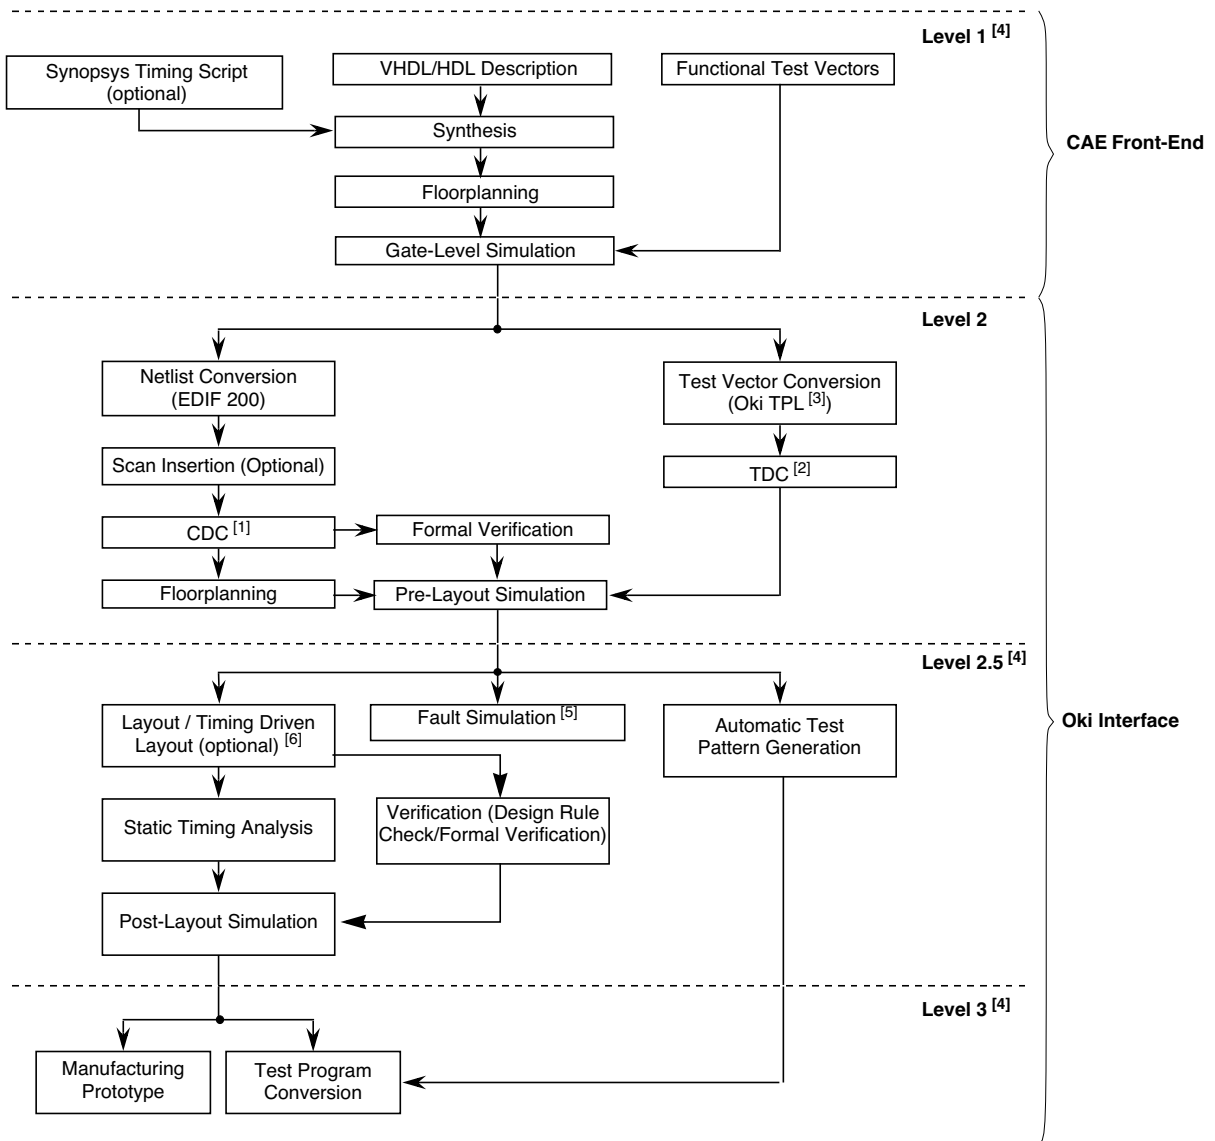 Level 1 [4]
Synopsys Timing Script
(optional)
VHDL/HDL Description
Functional Test Vectors
Synthesis
CAE Front-End
Floorplanning
Gate-Level Simulation
Level 2
Netlist Conversion
(EDIF 200)
Test Vector Conversion
(Oki TPL [3])
Scan Insertion (Optional)
TDC [2]
CDC [1]
Formal Verification
Floorplanning
Pre-Layout Simulation
Level 2.5 [4]
Layout / Timing Driven
Layout (optional) [6]
Fault Simulation [5]
Automatic Test
Pattern Generation
Oki Interface
Static Timing Analysis
Verification (Design Rule
Check/Formal Verification)
Post-Layout Simulation
Level 3 [4]
Manufacturing
Prototype
Test Program
Conversion